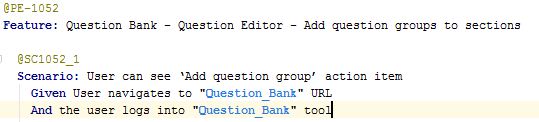 @PE-1052
Feature: Question Bank - Question Editor - Add question groups to sections
@SC1052_1
Scenario: User can see ‘Add question group’ action item
Given User navigates to "Question_Bank" URL
And the user logs into "Question_Bank" tool